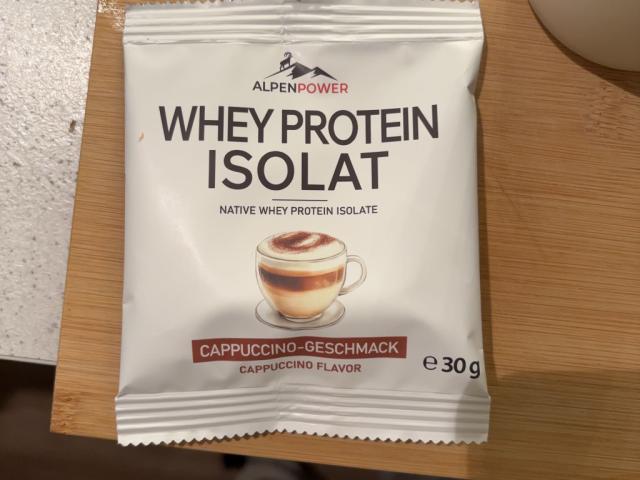 ALPENPOWER
WHEY PROTEIN
ISOLAT
NATIVE WHEY PROTEIN ISOLATE
CAPPUCCINO-GESCHMACK
CAPPUCCINO FLAVOR
℮ 30 g